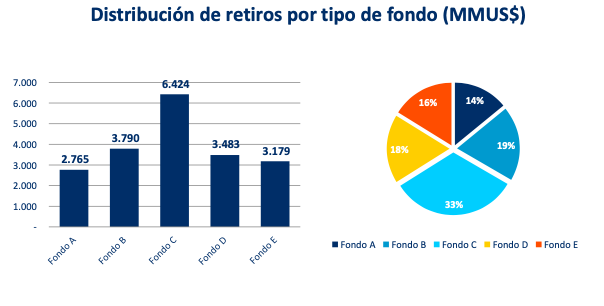 Distribución de retiros por tipo de fondo (MMUS$)
7.000
6.000
5.000
4.000
3.000
2.000
1.000
-
2.765
3.790
6.424
3.483
3.179
Fondo A
Fondo B
Fondo C
Fondo D
Fondo E
14%
19%
33%
18%
16%
Fondo A Fondo B Fondo C Fondo D Fondo E